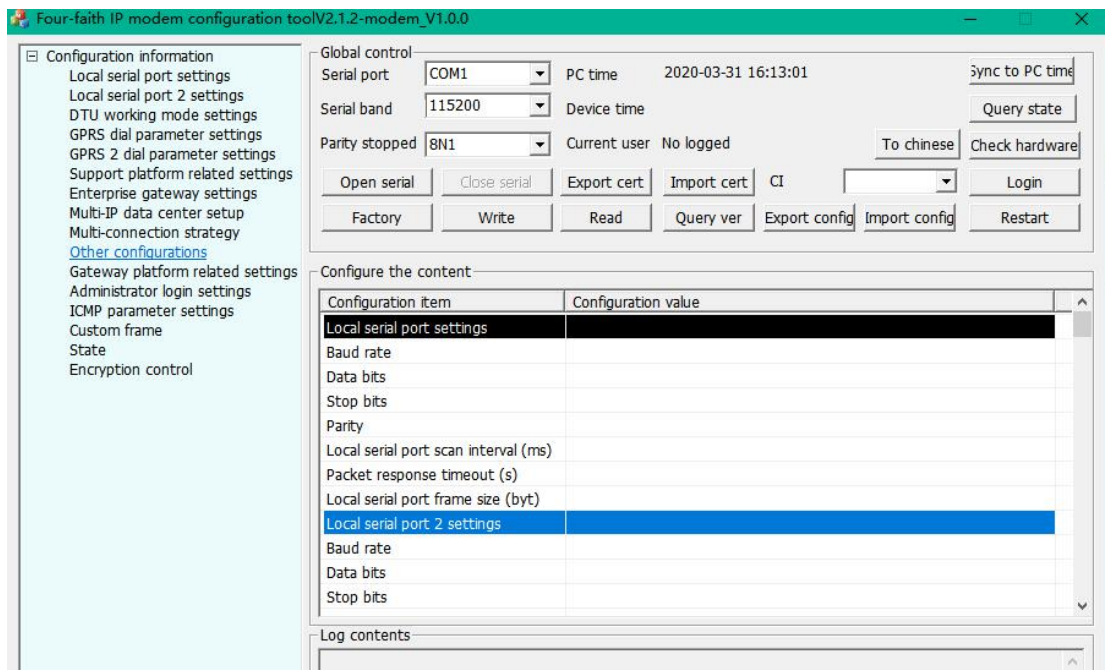 Four-faith IP modem configuration toolV2.1.2-modem_V1.0.0
Configuration information
Local serial port settings
Local serial port 2 settings
DTU working mode settings
GPRS dial parameter settings
GPRS 2 dial parameter settings
Support platform related settings
Enterprise gateway settings
Multi-IP data center setup
Multi-connection strategy
Other configurations
Gateway platform related settings
Administrator login settings
ICMP parameter settings
Custom frame
State
Encryption control
Global control
Serial port COM1 PC time 2020-03-31 16:13:01 Sync to PC time
Serial band 115200 Device time Query state
Parity stopped 8N1 Current user No logged To chinese Check hardware
Open serial Close serial Export cert Import cert CI Login
Factory Write Read Query ver Export config Import config Restart
Configure the content
Configuration item Configuration value
Local serial port settings
Baud rate
Data bits
Stop bits
Parity
Local serial port scan interval (ms)
Packet response timeout (s)
Local serial port frame size (byt)
Local serial port 2 settings
Baud rate
Data bits
Stop bits
Log contents